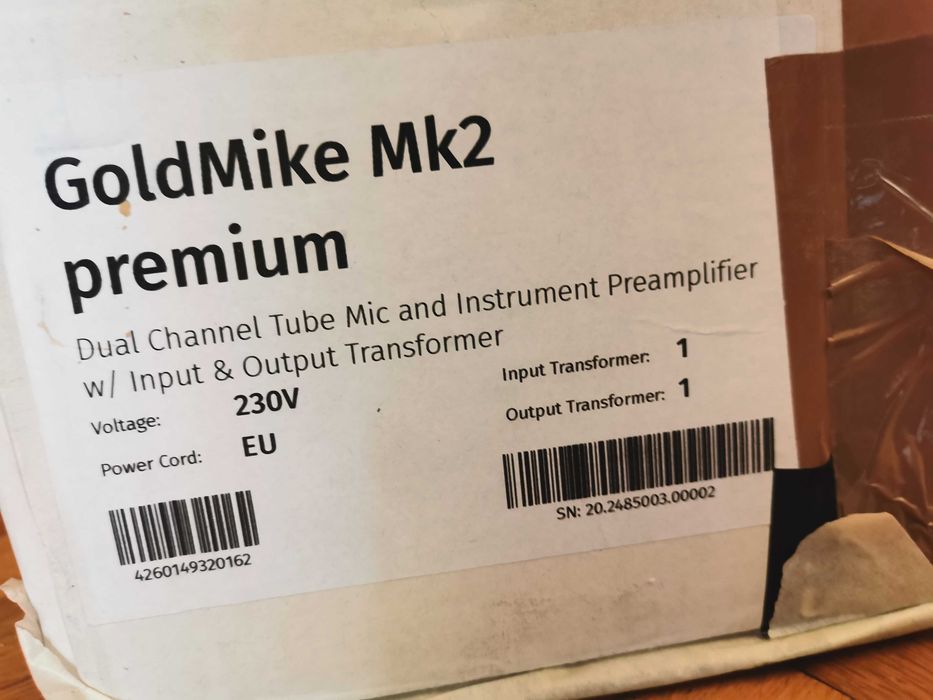 GoldMike Mk2
premium
Dual Channel Tube Mic and Instrument Preamplifier
w/ Input & Output Transformer
Voltage: 230V
Power Cord: EU
Input Transformer: 1
Output Transformer: 1
4260149320162
SN: 20.2485003.00002